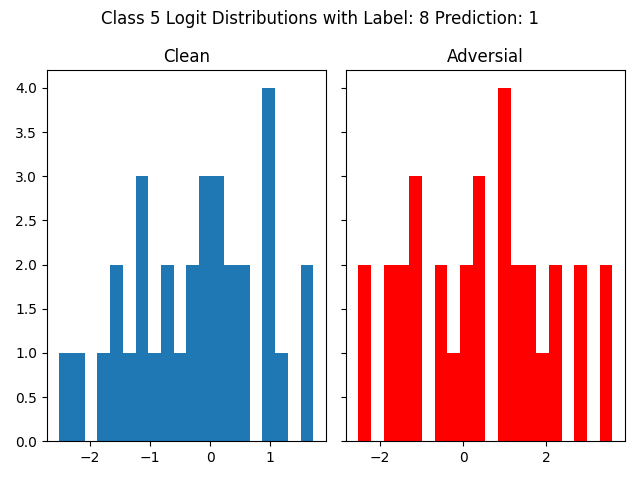 Class 5 Logit Distributions with Label: 8 Prediction: 1
Clean
Adversial
4.0
3.5
3.0
2.5
2.0
1.5
1.0
0.5
0.0
−2 −1 0 1
−2 0 2